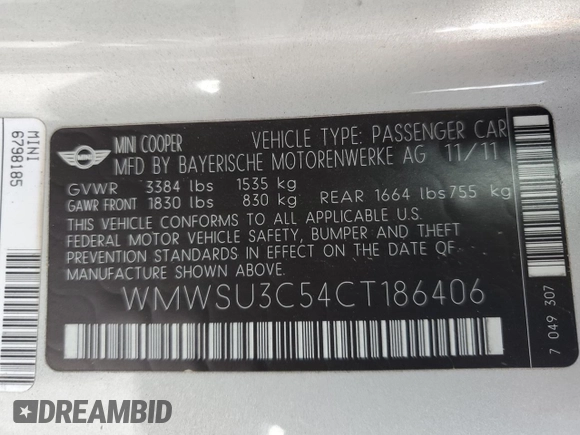 MINI
6798185
MINI
MINI COOPER VEHICLE TYPE: PASSENGER CAR
MFD BY BAYERISCHE MOTORENWERKE AG 11/11
GVWR 3384 lbs 1535 kg
GAWR FRONT 1830 lbs 830 kg REAR 1664 lbs 755 kg
THIS VEHICLE CONFORMS TO ALL APPLICABLE U.S.
FEDERAL MOTOR VEHICLE SAFETY, BUMPER AND THEFT
PREVENTION STANDARDS IN EFFECT ON THE DATE OF
MANUFACTURE SHOWN ABOVE.
WMWSU3C54CT186406
7 049 307
DREAMBID